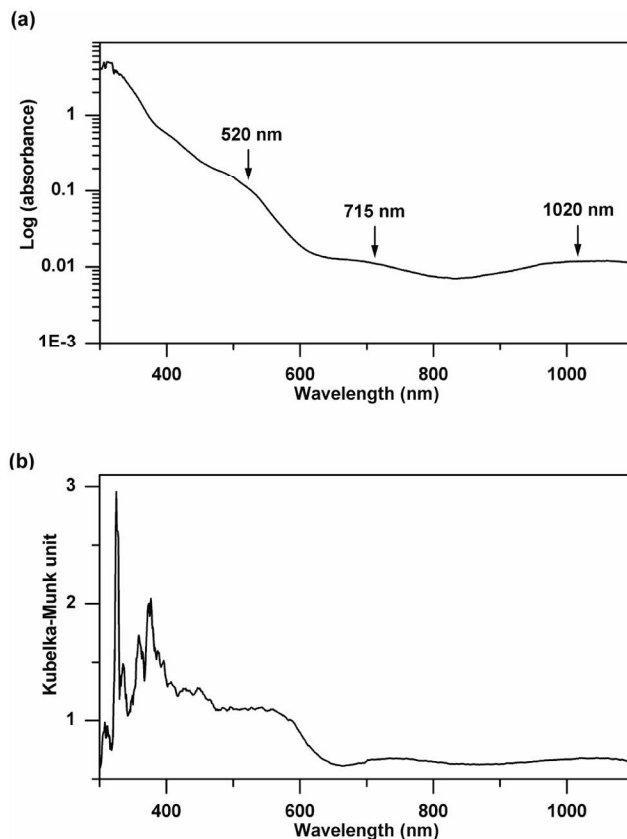 (a)
Log (absorbance)
1
0.1
0.01
1E-3
520 nm
715 nm
1020 nm
400
600
800
1000
Wavelength (nm)
(b)
Kubelka-Munk unit
3
2
1
400
600
800
1000
Wavelength (nm)